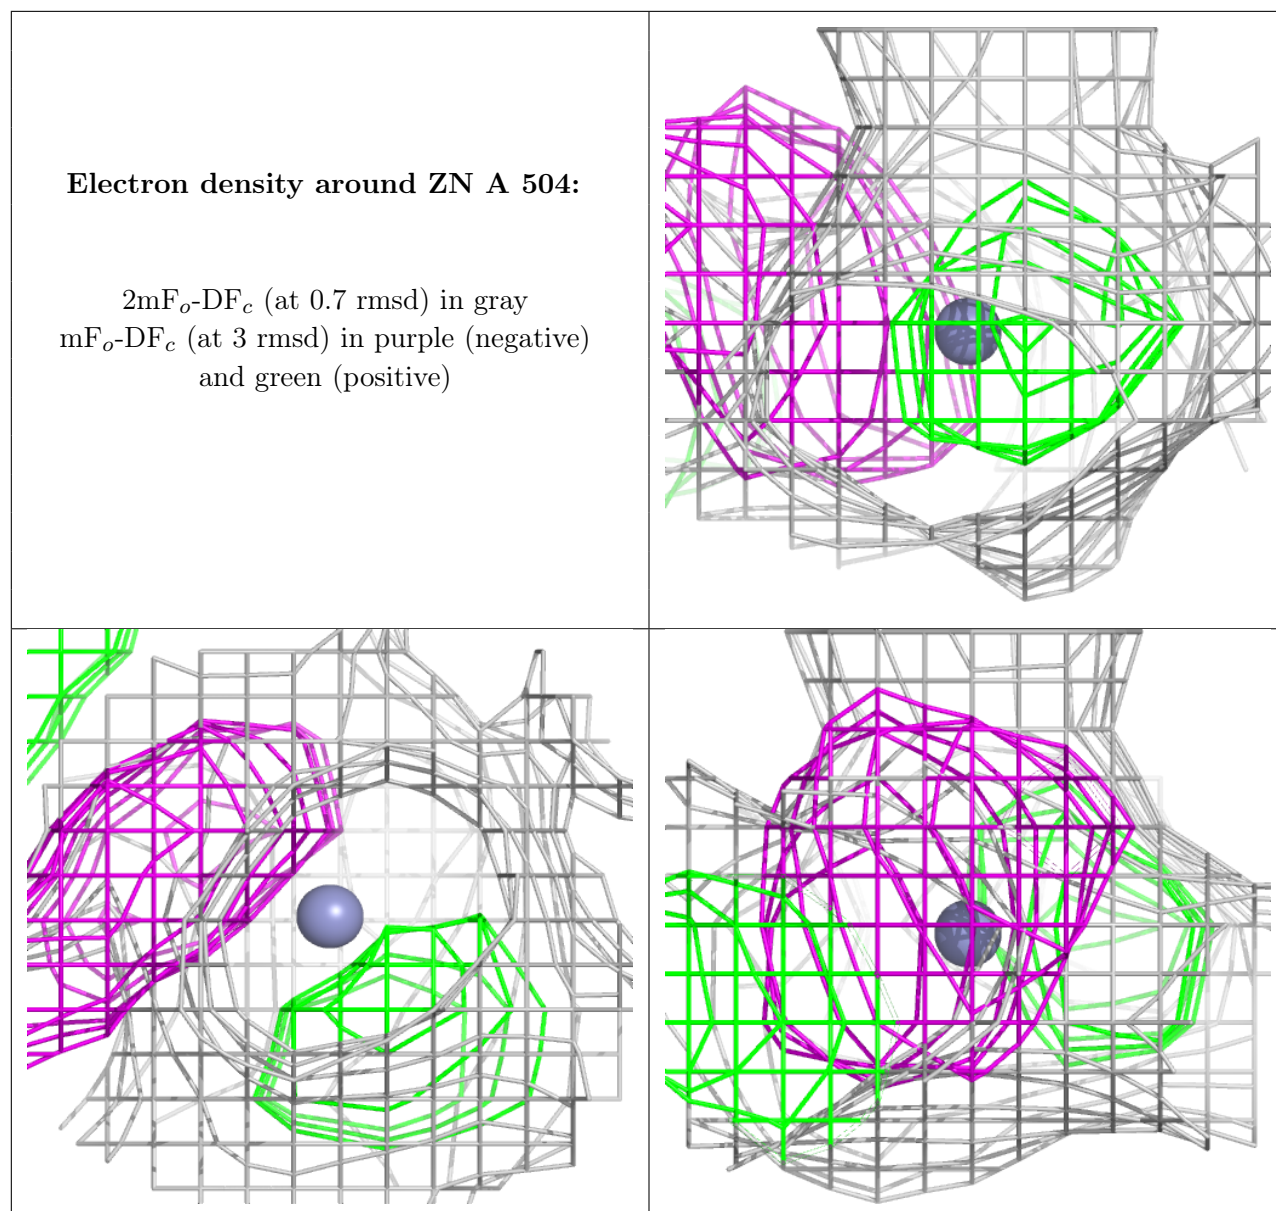 Electron density around ZN A 504:
2mFo-DFc (at 0.7 rmsd) in gray
mFo-DFc (at 3 rmsd) in purple (negative)
and green (positive)